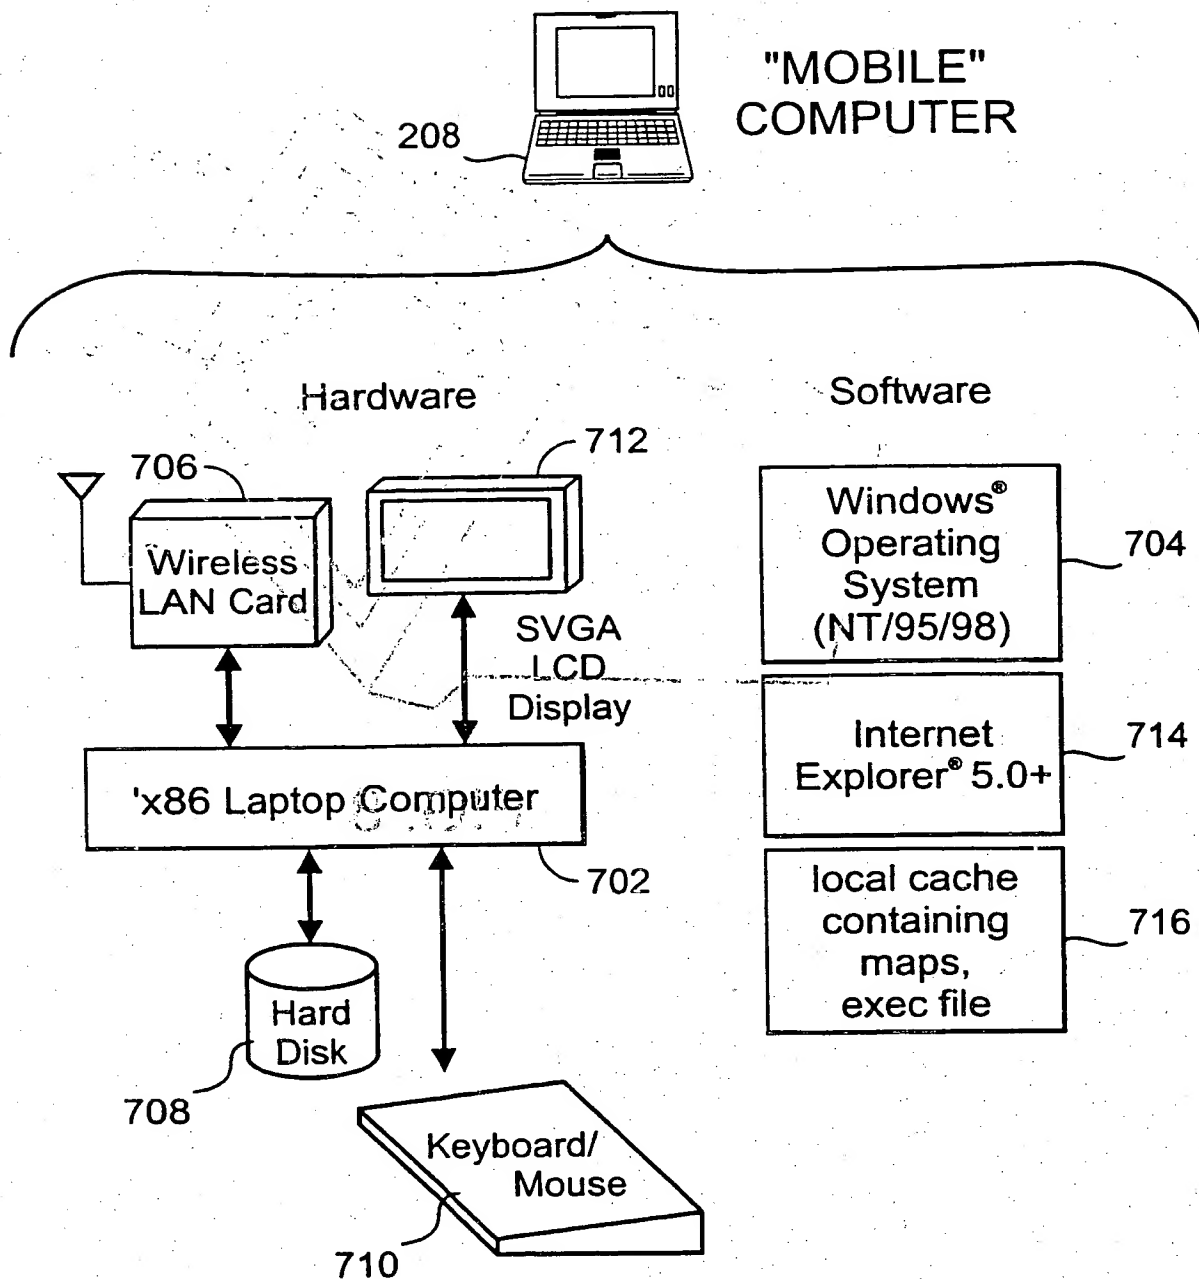 "MOBILE"
COMPUTER
208
Hardware
Software
706
712
Wireless
LAN Card
SVGA
LCD
Display
'x86 Laptop Computer
702
Hard
Disk
708
Keyboard/
Mouse
710
Windows®
Operating
System
(NT/95/98)
704
Internet
Explorer® 5.0+
714
local cache
containing
maps,
exec file
716